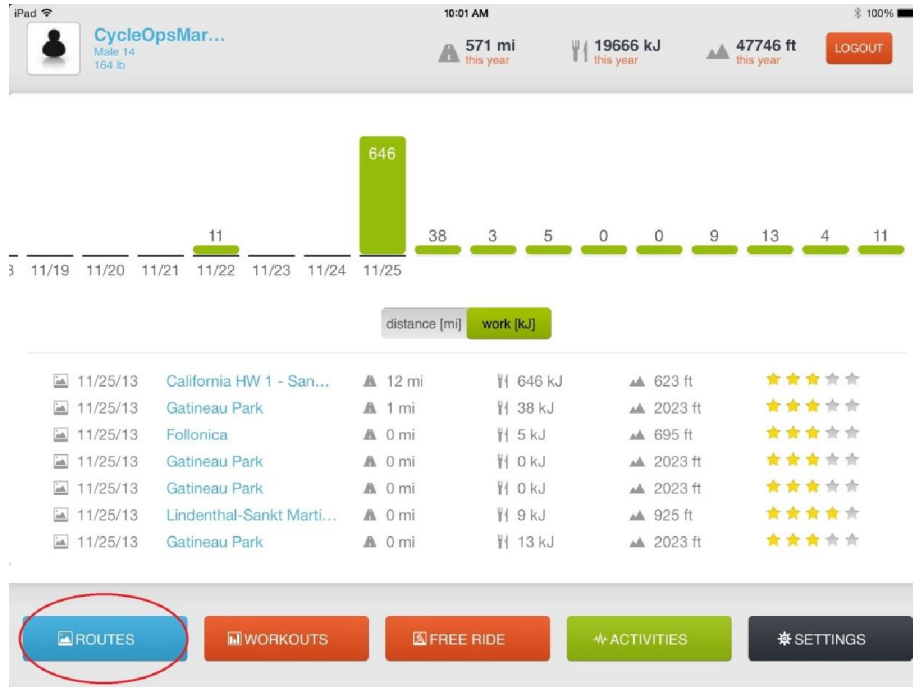 iPad 10:01 AM 100%
CycleOpsMar...
Male 14
164 lb
571 mi
this year
19666 kJ
this year
47746 ft
this year
LOGOUT
646
11 38 3 5 0 0 9 13 4 11
11/19 11/20 11/21 11/22 11/23 11/24 11/25
distance [mi] work [kJ]
11/25/13 California HW 1 - San... 12 mi 646 kJ 623 ft
11/25/13 Gatineau Park 1 mi 38 kJ 2023 ft
11/25/13 Follonica 0 mi 5 kJ 695 ft
11/25/13 Gatineau Park 0 mi 0 kJ 2023 ft
11/25/13 Gatineau Park 0 mi 0 kJ 2023 ft
11/25/13 Lindenthal-Sankt Marti... 0 mi 9 kJ 925 ft
11/25/13 Gatineau Park 0 mi 13 kJ 2023 ft
ROUTES WORKOUTS FREE RIDE ACTIVITIES SETTINGS